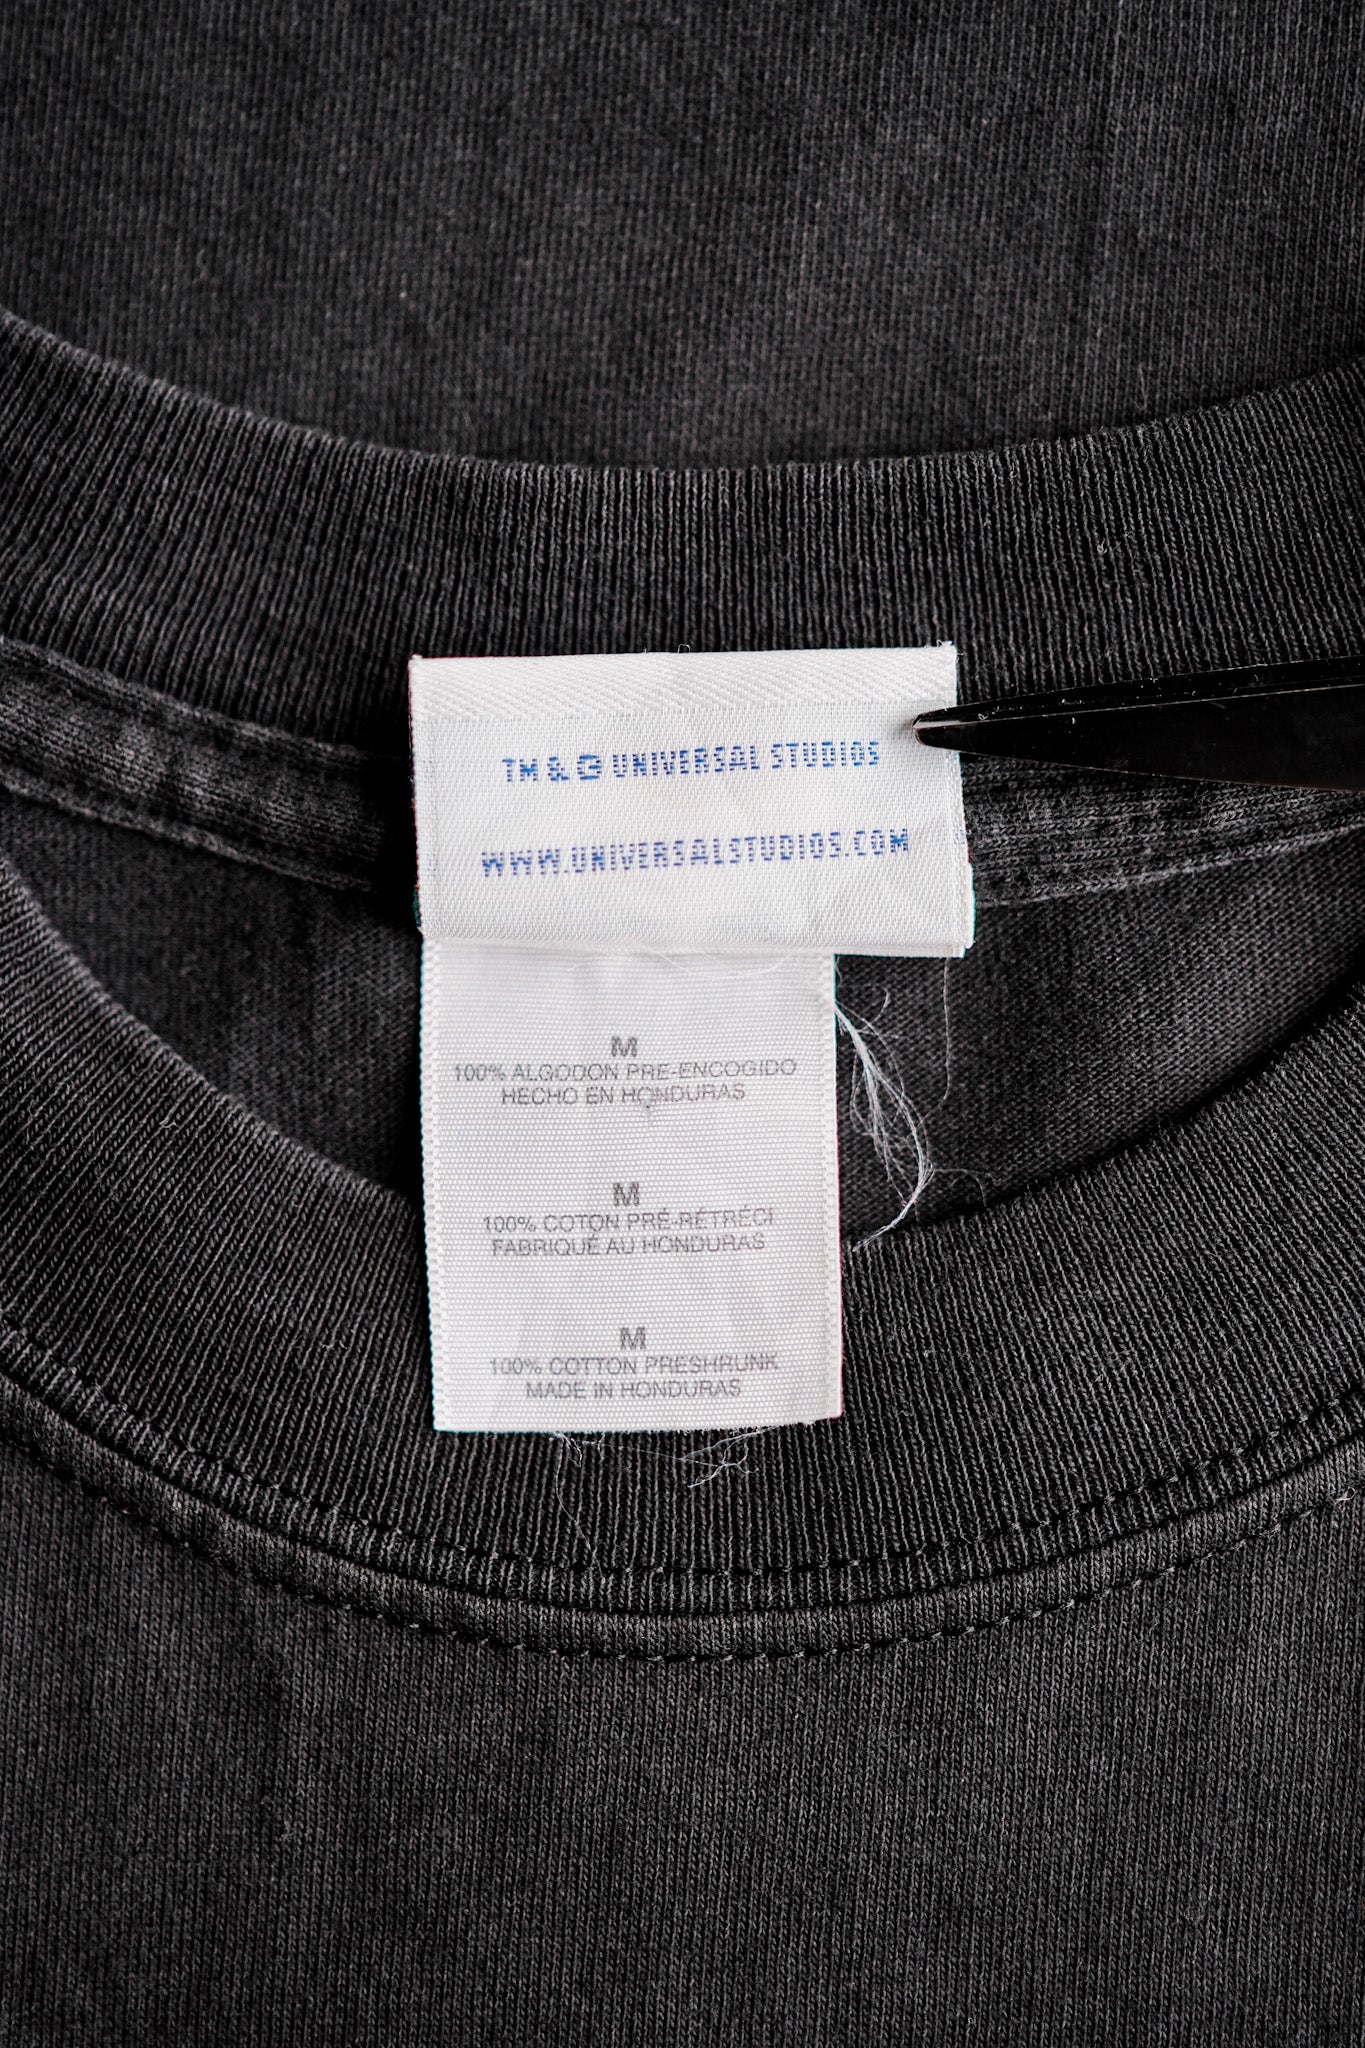 TM & © UNIVERSAL STUDIOS
WWW.UNIVERSALSTUDIOS.COM
M
100% ALGODON PRE-ENCOGIDO
HECHO EN HONDURAS
M
100% COTON PRÉ-RÉTRÉCI
FABRIQUÉ AU HONDURAS
M
100% COTTON PRESHRUNK
MADE IN HONDURAS